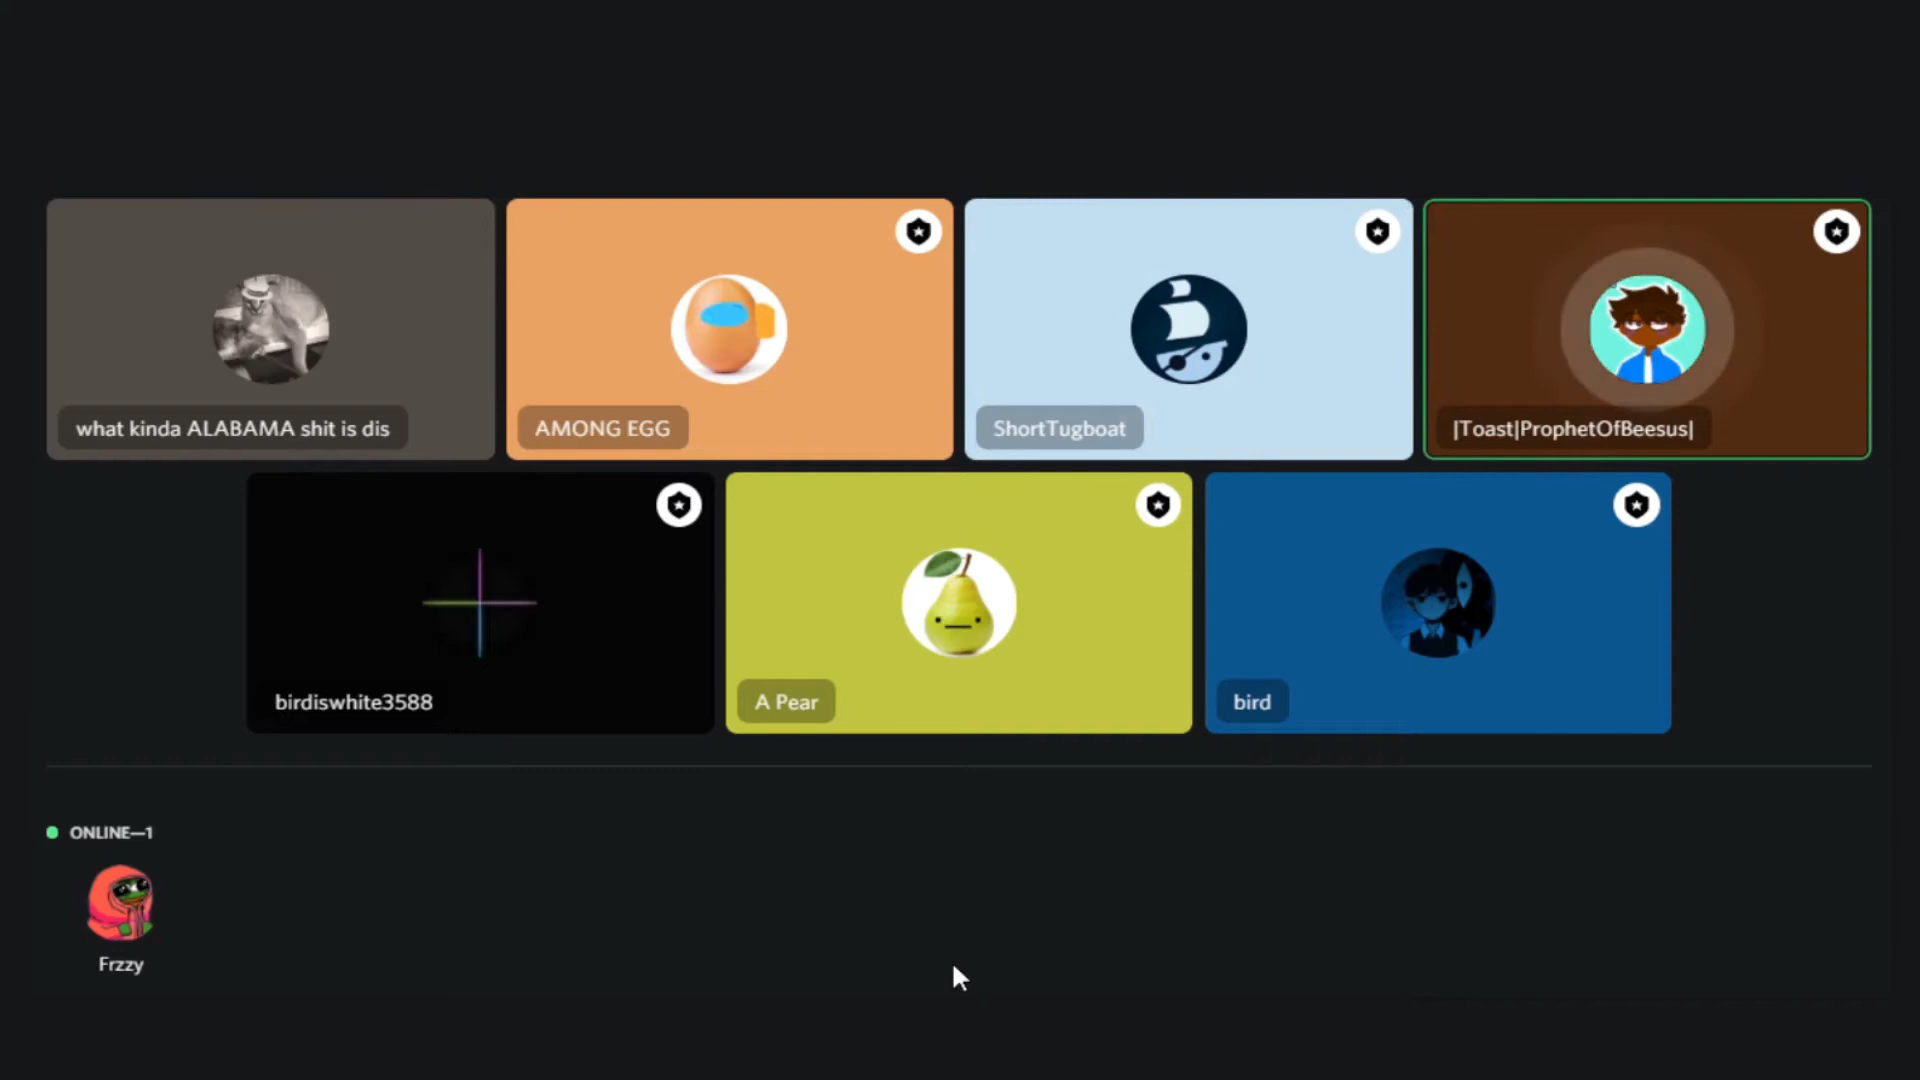 what kinda ALABAMA shit is dis
AMONG EGG
ShortTugboat
|Toast|ProphetOfBeesus|
birdiswhite3588
A Pear
bird
ONLINE—1
Frzzy